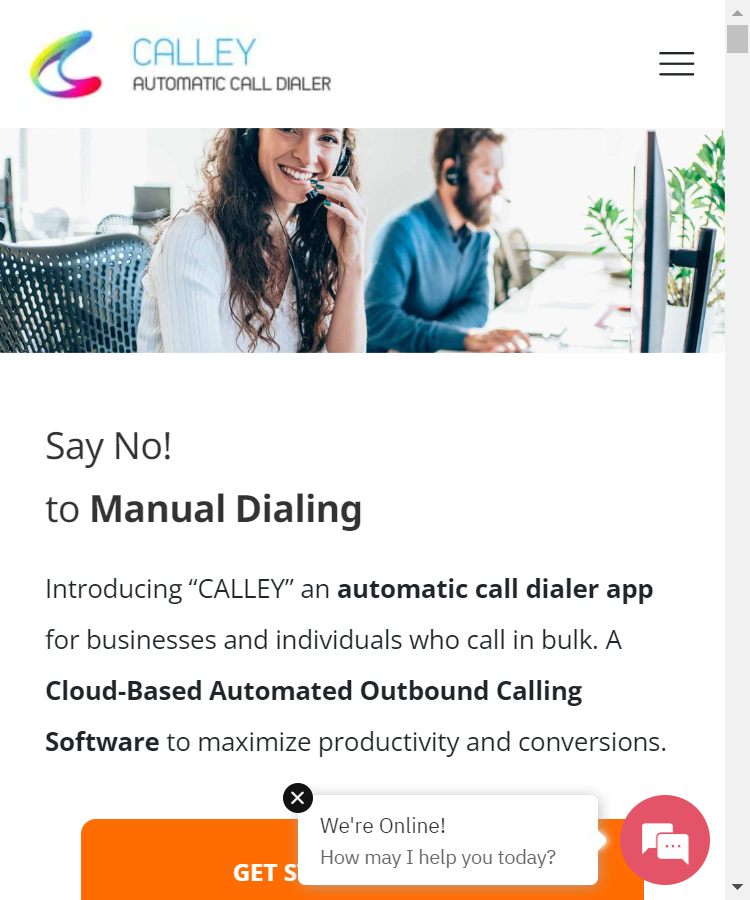 CALLEY
AUTOMATIC CALL DIALER
Say No!
to Manual Dialing
Introducing “CALLEY” an automatic call dialer app
for businesses and individuals who call in bulk. A
Cloud-Based Automated Outbound Calling
Software to maximize productivity and conversions.
We're Online!
How may I help you today?
GET